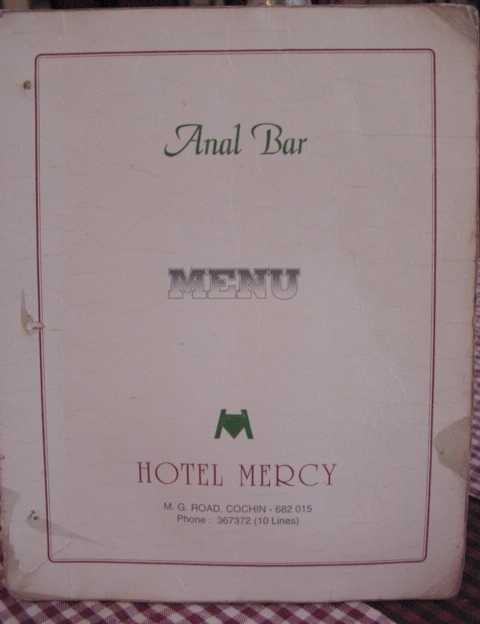 Anal Bar
MENU
HOTEL MERCY
M. G. ROAD, COCHIN - 682 015
Phone : 367372 (10 Lines)